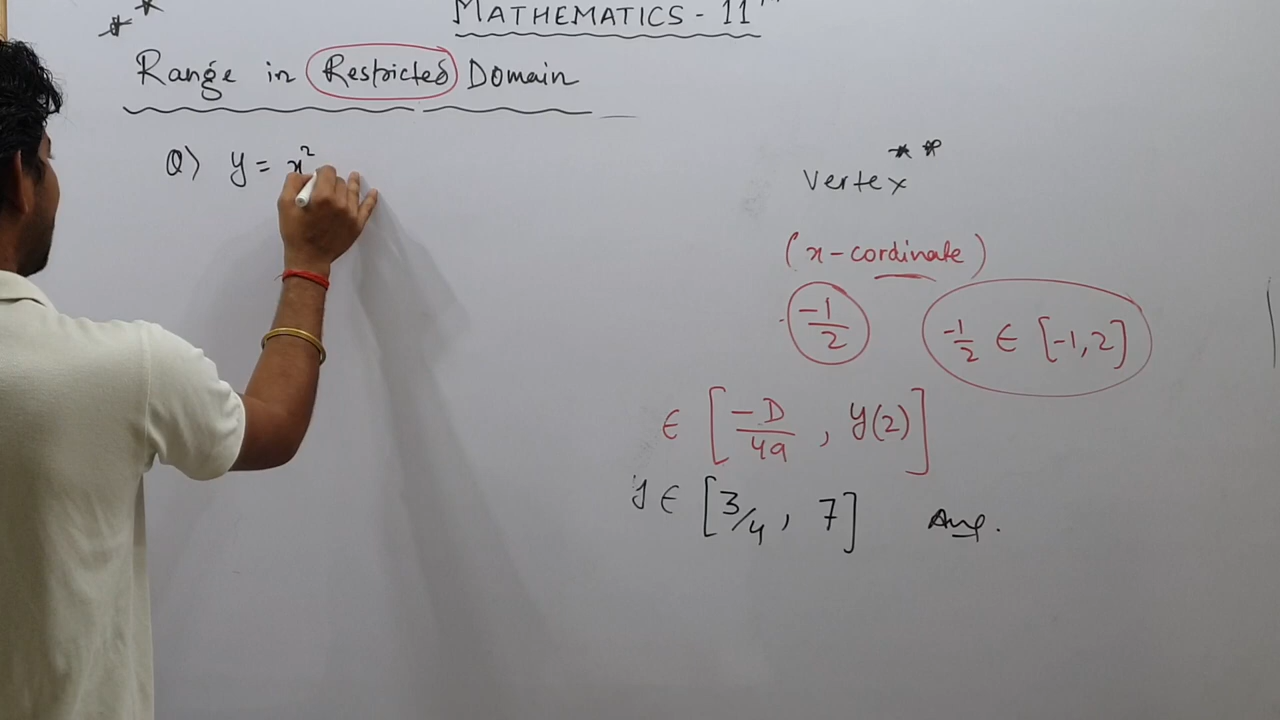 MATHEMATICS - 11th
Range in Restricted Domain
Q) y = x²
Vertex
(x-cordinate)
-1/2
-1/2 ∈ [-1, 2]
∈ [-D/4a , y(2)]
y ∈ [3/4 , 7] Ans.